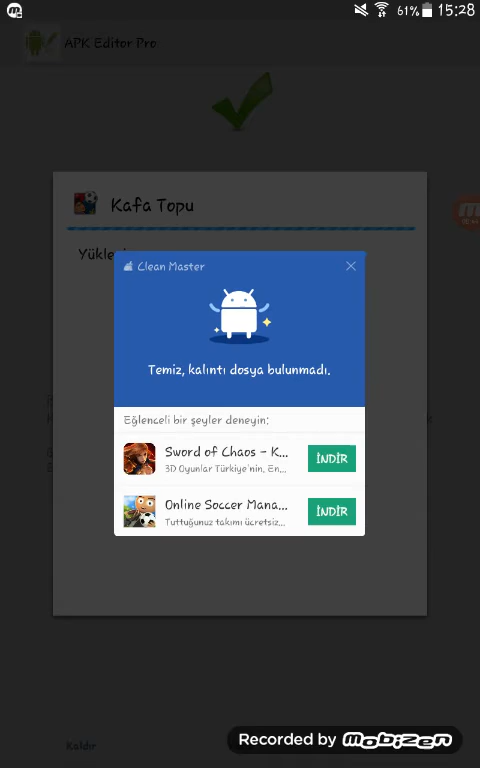 61% 15:28
APK Editor Pro
Kafa Topu
Clean Master
Temiz, kalıntı dosya bulunmadı.
Eğlenceli bir şeyler deneyin:
Sword of Chaos - K...
3D Oyunlar Türkiye'nin, En...
İNDİR
Online Soccer Mana...
Tuttuğunuz takımı ücretsiz...
İNDİR
Kaldır
Recorded by Mobizen